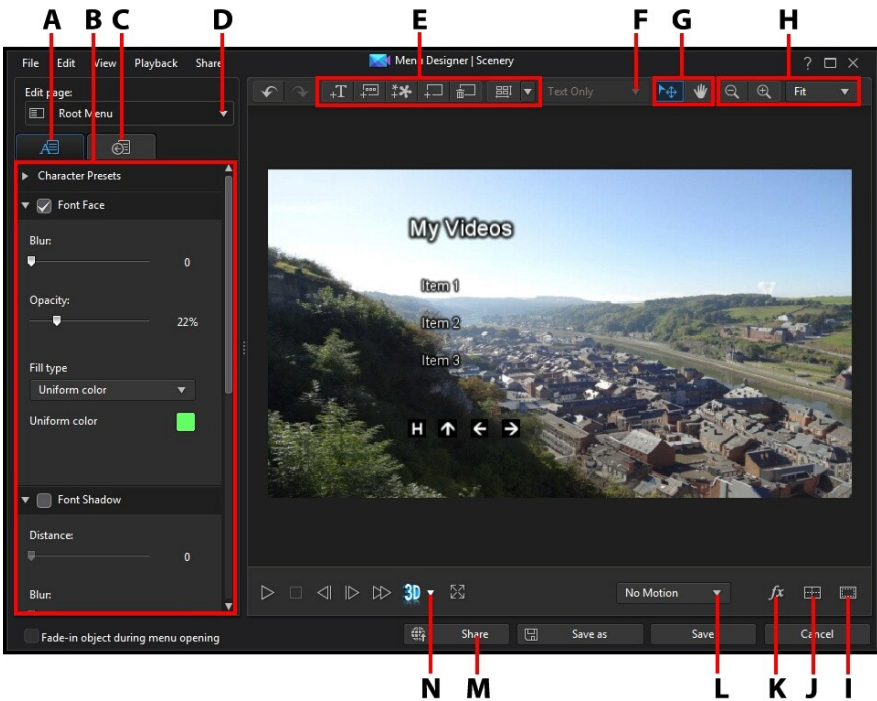 A B C D E F G H
File Edit View Playback Share
Menu Designer | Scenery
?
Edit page:
Root Menu
T
Text Only
Fit
A
Character Presets
Font Face
Blur:
0
Opacity:
22%
Fill type
Uniform color
Uniform color
Font Shadow
Distance:
0
Blur:
My Videos
Item 1
Item 2
Item 3
H
3D
No Motion
fx
Fade-in object during menu opening
Share
Save as
Save
Cancel
N M L K J I